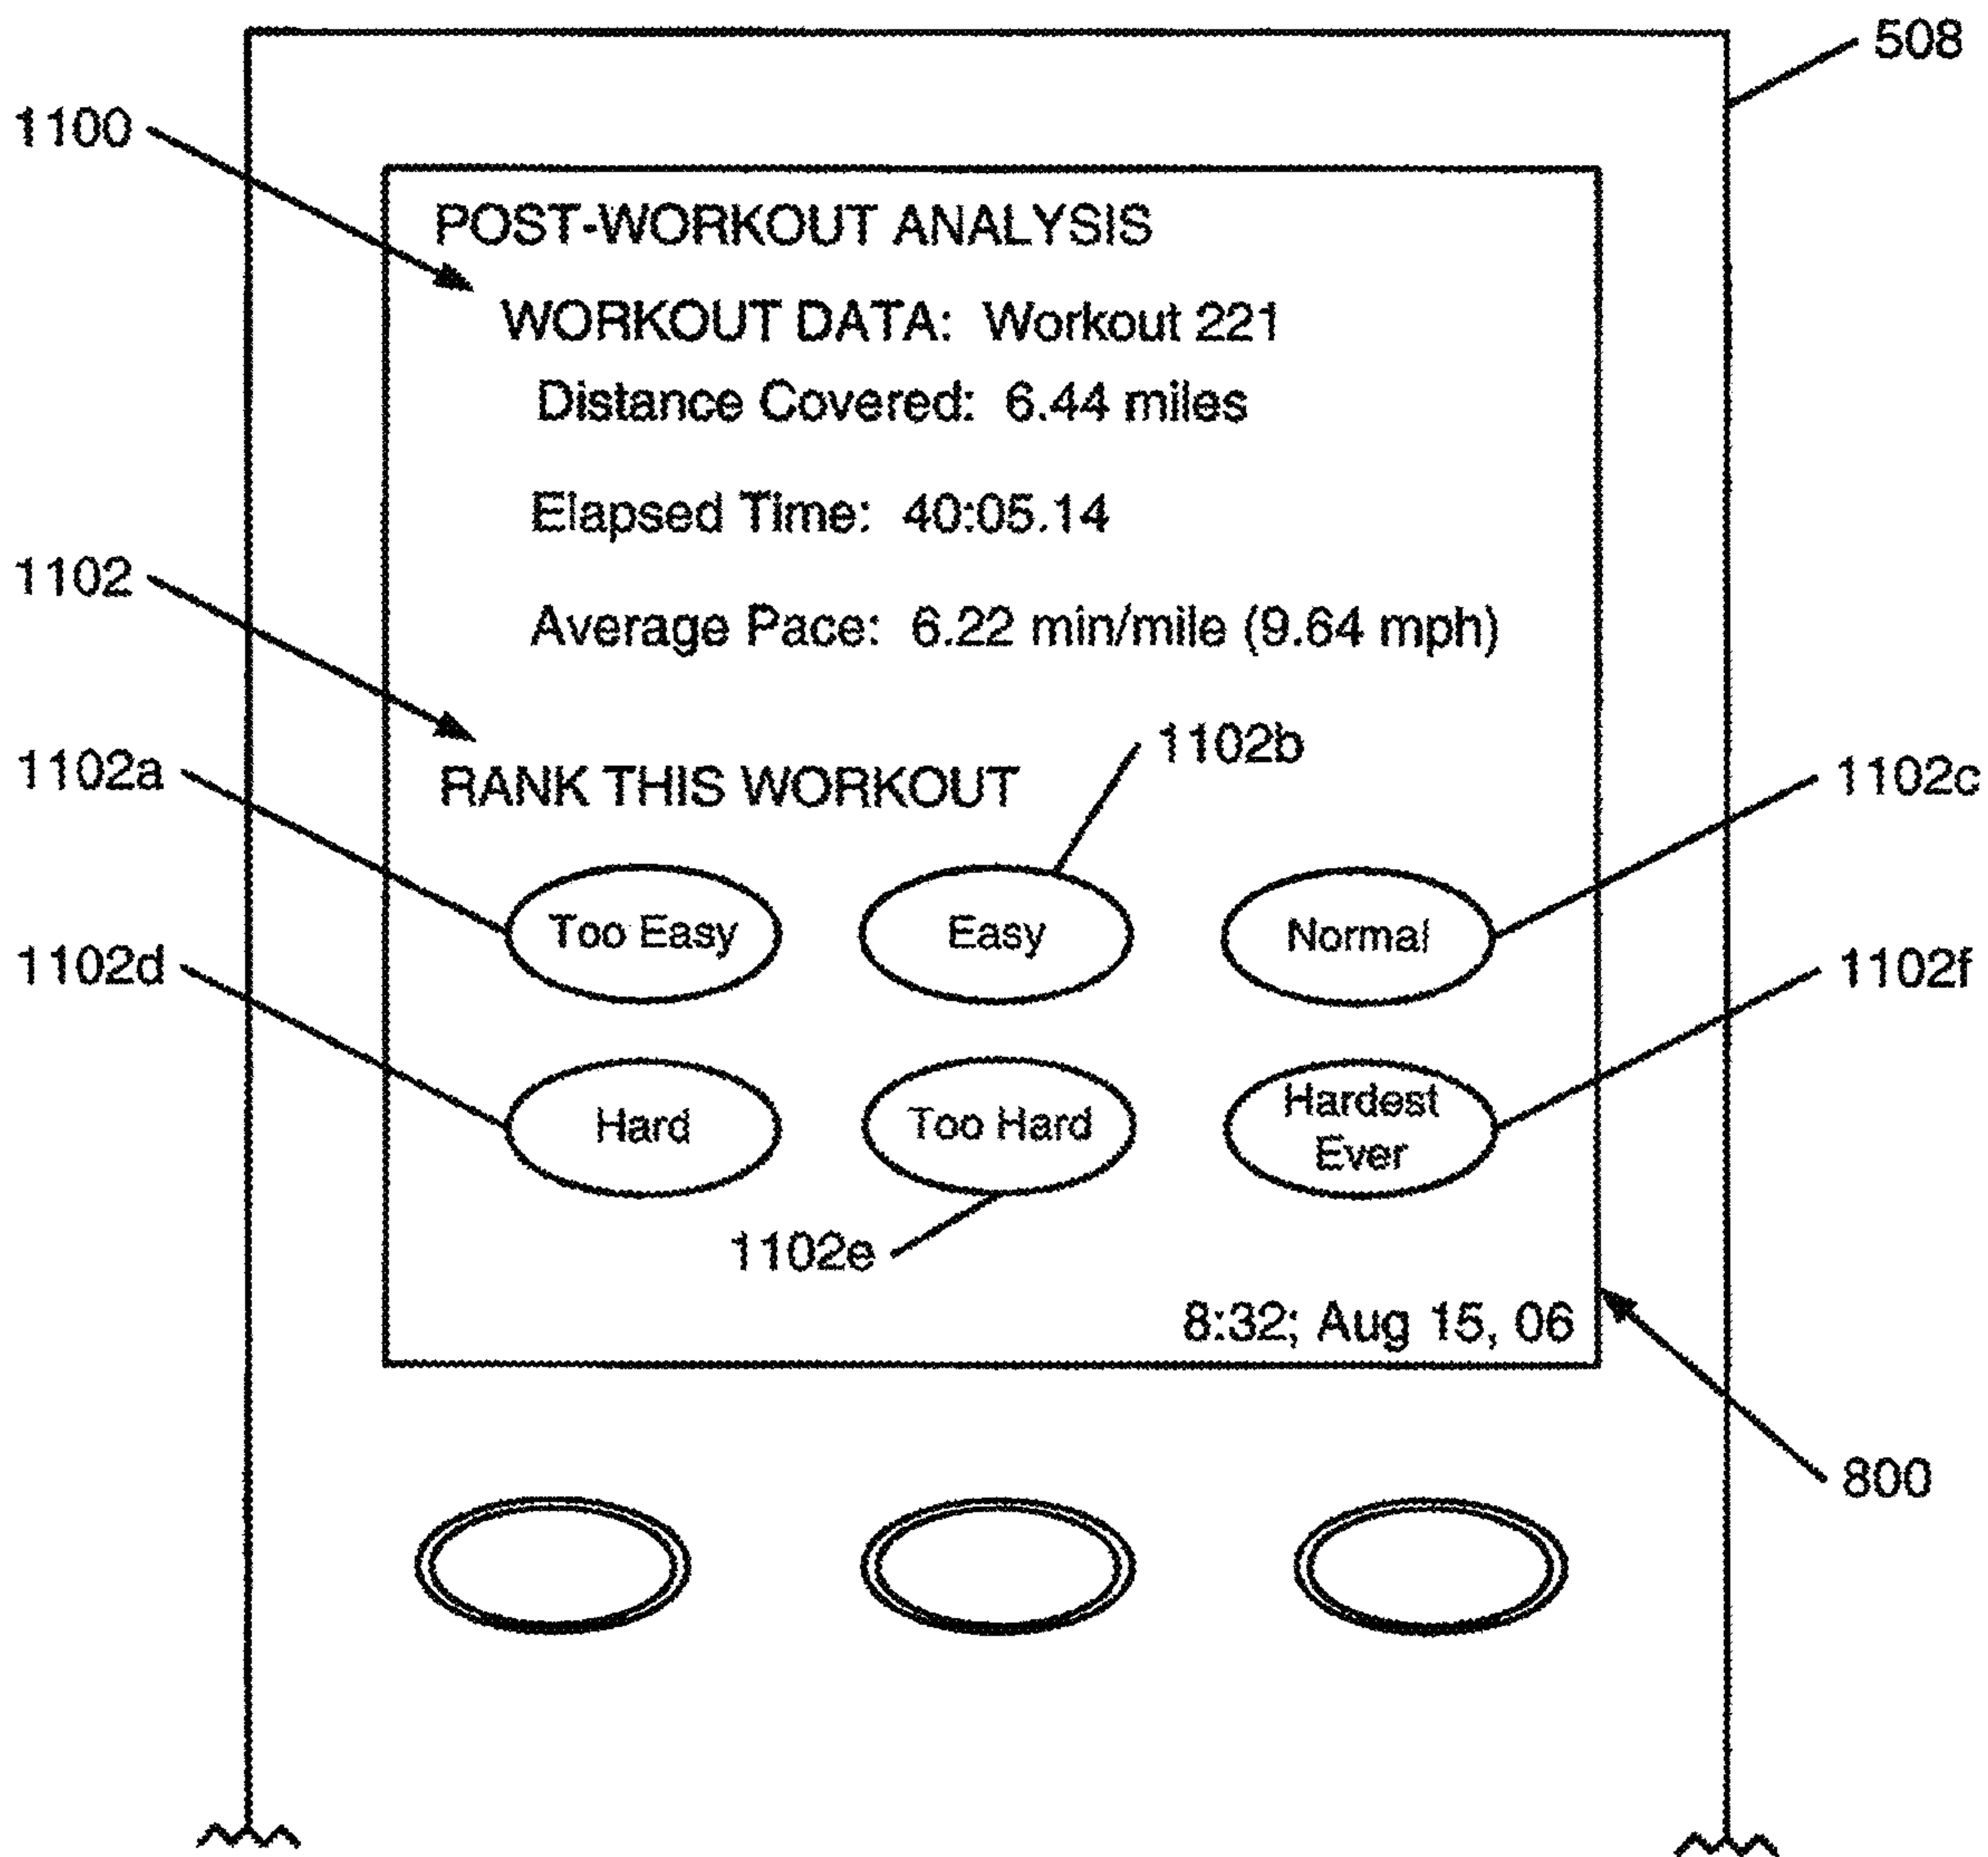 508
1100
POST-WORKOUT ANALYSIS
WORKOUT DATA: Workout 221
Distance Covered: 6.44 miles
Elapsed Time: 40:05.14
1102
Average Pace: 6.22 min/mile (9.64 mph)
1102b
1102a
RANK THIS WORKOUT
1102c
Too Easy Easy Normal
1102d
1102f
Hard Too Hard Hardest
Ever
1102e
8:32; Aug 15, 06
800